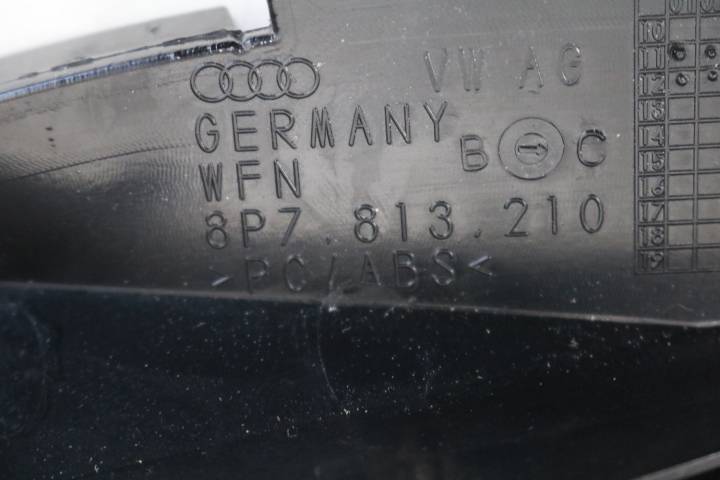 VW AG
GERMANY
B 1 C
WFN
8P7.813.210
>PC/ABS<
10
11
12
13
14
15
16
17
18
19